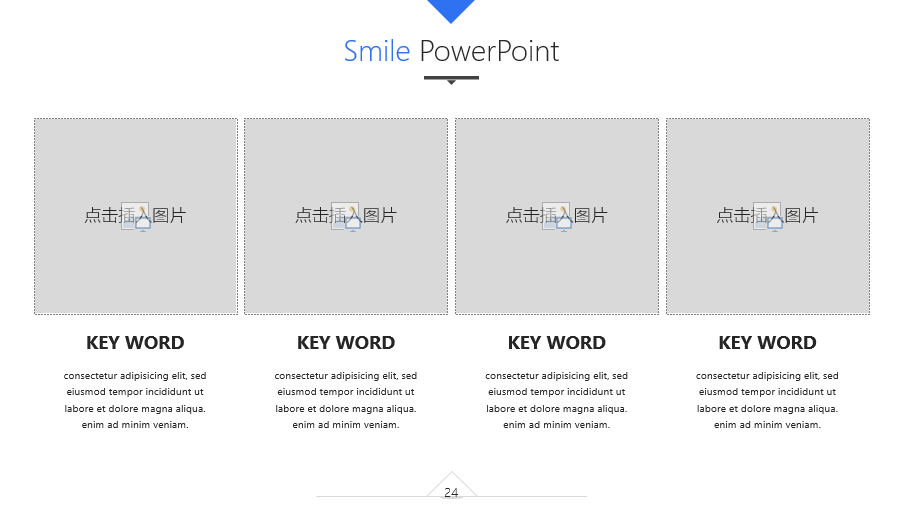 Smile PowerPoint
点击插入图片
点击插入图片
点击插入图片
点击插入图片
KEY WORD
consectetur adipisicing elit, sed
eiusmod tempor incididunt ut
labore et dolore magna aliqua.
enim ad minim veniam.
KEY WORD
consectetur adipisicing elit, sed
eiusmod tempor incididunt ut
labore et dolore magna aliqua.
enim ad minim veniam.
KEY WORD
consectetur adipisicing elit, sed
eiusmod tempor incididunt ut
labore et dolore magna aliqua.
enim ad minim veniam.
KEY WORD
consectetur adipisicing elit, sed
eiusmod tempor incididunt ut
labore et dolore magna aliqua.
enim ad minim veniam.
24